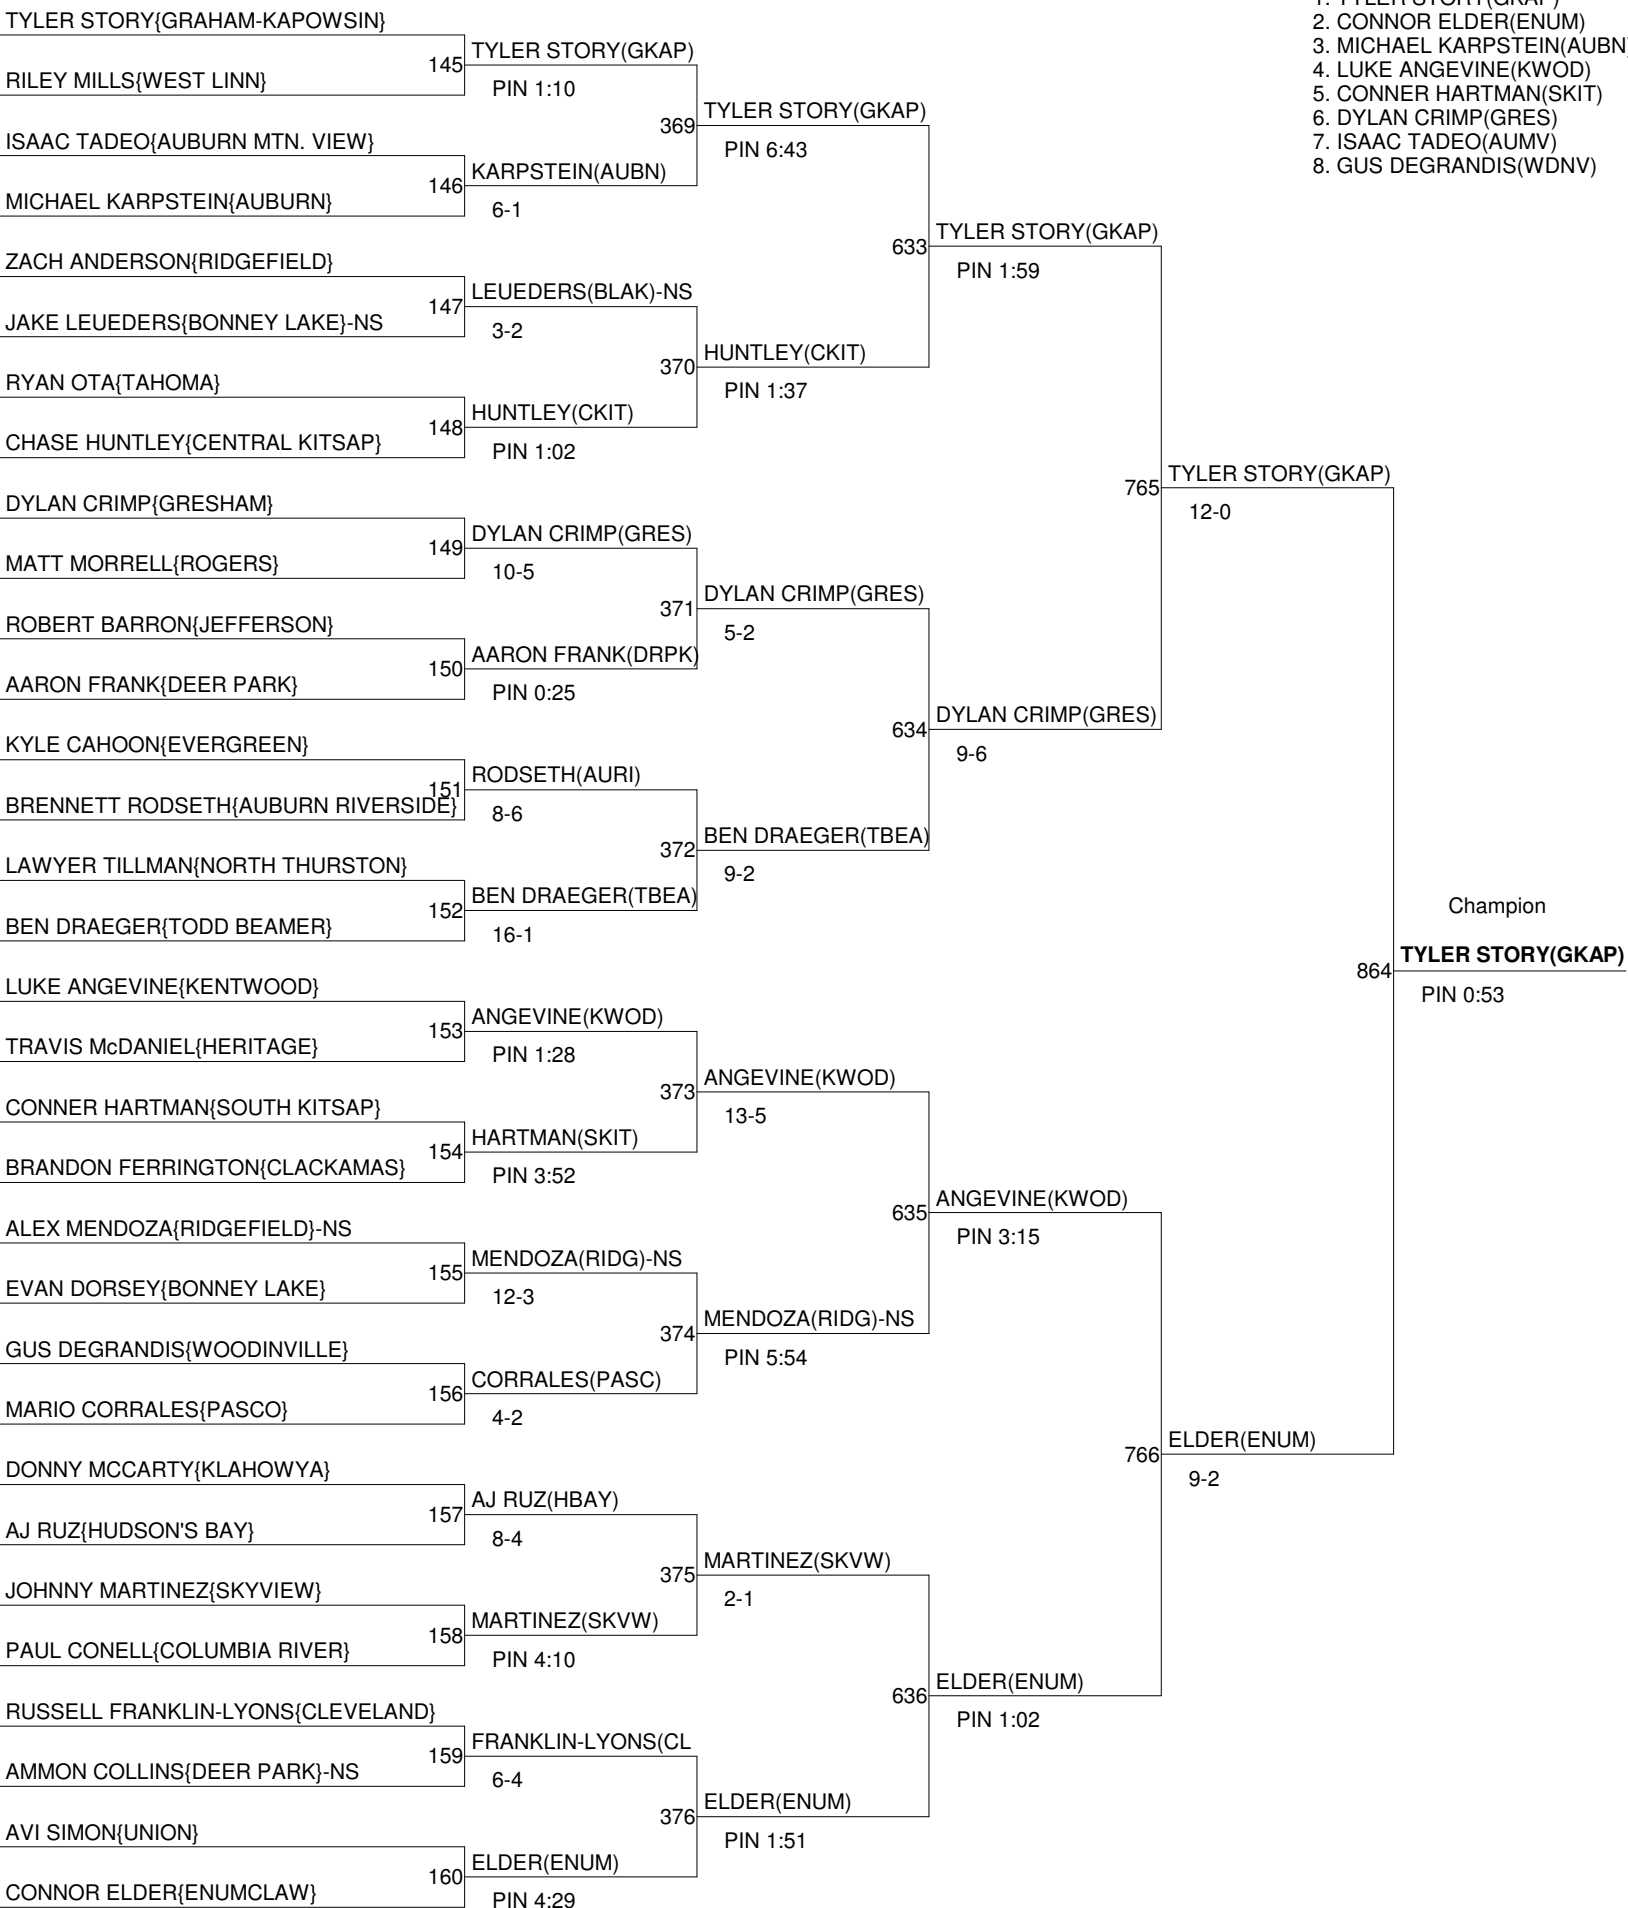 TYLER STORY{GRAHAM-KAPOWSIN}
RILEY MILLS{WEST LINN}
ISAAC TADEO{AUBURN MTN. VIEW}
MICHAEL KARPSTEIN{AUBURN}
ZACH ANDERSON{RIDGEFIELD}
JAKE LEUEDERS{BONNEY LAKE}-NS
RYAN OTA{TAHOMA}
CHASE HUNTLEY{CENTRAL KITSAP}
DYLAN CRIMP{GRESHAM}
MATT MORRELL{ROGERS}
ROBERT BARRON{JEFFERSON}
AARON FRANK{DEER PARK}
KYLE CAHOON{EVERGREEN}
BRENNETT RODSETH{AUBURN RIVERSIDE}
LAWYER TILLMAN{NORTH THURSTON}
BEN DRAEGER{TODD BEAMER}
LUKE ANGEVINE{KENTWOOD}
TRAVIS McDANIEL{HERITAGE}
CONNER HARTMAN{SOUTH KITSAP}
BRANDON FERRINGTON{CLACKAMAS}
ALEX MENDOZA{RIDGEFIELD}-NS
EVAN DORSEY{BONNEY LAKE}
GUS DEGRANDIS{WOODINVILLE}
MARIO CORRALES{PASCO}
DONNY MCCARTY{KLAHOWYA}
AJ RUZ{HUDSON'S BAY}
JOHNNY MARTINEZ{SKYVIEW}
PAUL CONELL{COLUMBIA RIVER}
RUSSELL FRANKLIN-LYONS{CLEVELAND}
AMMON COLLINS{DEER PARK}-NS
AVI SIMON{UNION}
CONNOR ELDER{ENUMCLAW}
145 TYLER STORY(GKAP)
PIN 1:10
146 KARPSTEIN(AUBN)
6-1
147 LEUEDERS(BLAK)-NS
3-2
148 HUNTLEY(CKIT)
PIN 1:02
149 DYLAN CRIMP(GRES)
10-5
150 AARON FRANK(DRPK)
PIN 0:25
151 RODSETH(AURI)
8-6
152 BEN DRAEGER(TBEA)
16-1
153 ANGEVINE(KWOD)
PIN 1:28
154 HARTMAN(SKIT)
PIN 3:52
155 MENDOZA(RIDG)-NS
12-3
156 CORRALES(PASC)
4-2
157 AJ RUZ(HBAY)
8-4
158 MARTINEZ(SKVW)
PIN 4:10
159 FRANKLIN-LYONS(CL
6-4
160 ELDER(ENUM)
PIN 4:29
369 TYLER STORY(GKAP)
PIN 6:43
370 HUNTLEY(CKIT)
PIN 1:37
371 DYLAN CRIMP(GRES)
5-2
372 BEN DRAEGER(TBEA)
9-2
373 ANGEVINE(KWOD)
13-5
374 MENDOZA(RIDG)-NS
PIN 5:54
375 MARTINEZ(SKVW)
2-1
376 ELDER(ENUM)
PIN 1:51
633 TYLER STORY(GKAP)
PIN 1:59
634 DYLAN CRIMP(GRES)
9-6
635 ANGEVINE(KWOD)
PIN 3:15
636 ELDER(ENUM)
PIN 1:02
765 TYLER STORY(GKAP)
12-0
766 ELDER(ENUM)
9-2
Champion
864 TYLER STORY(GKAP)
PIN 0:53
1. TYLER STORY(GKAP)
2. CONNOR ELDER(ENUM)
3. MICHAEL KARPSTEIN(AUBN)
4. LUKE ANGEVINE(KWOD)
5. CONNER HARTMAN(SKIT)
6. DYLAN CRIMP(GRES)
7. ISAAC TADEO(AUMV)
8. GUS DEGRANDIS(WDNV)